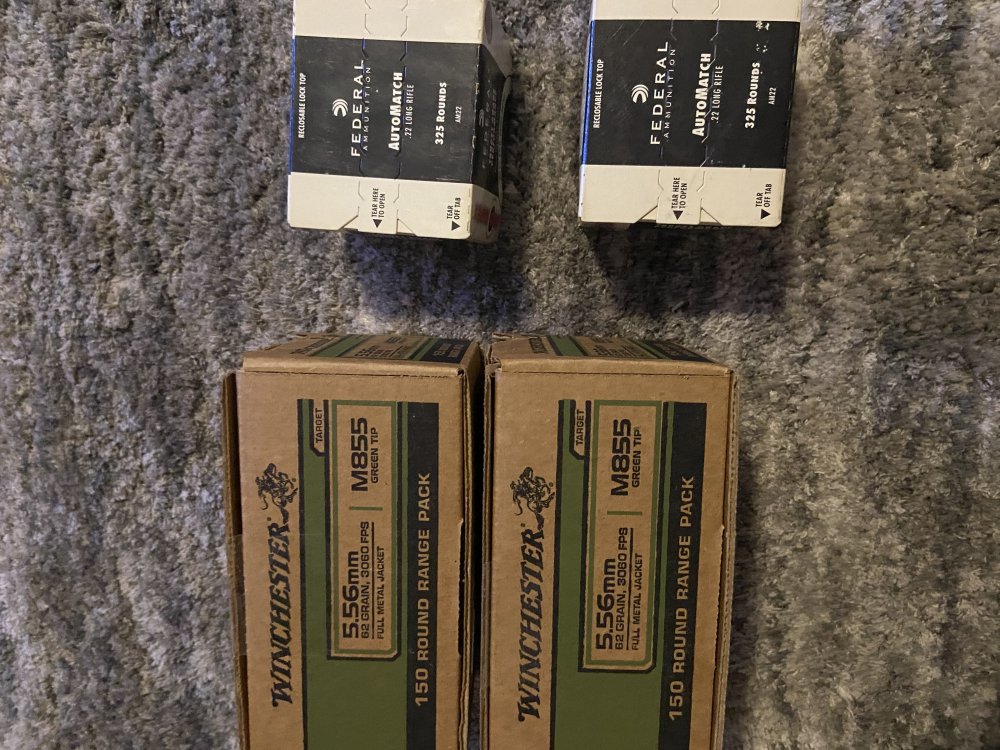 RECLOSABLE LOCK TOP
FEDERAL
AMMUNITION
AUTOMATCH
.22 LONG RIFLE
325 ROUNDS
AM22
TEAR HERE
TO OPEN
TEAR
OFF TAB
RECLOSABLE LOCK TOP
FEDERAL
AMMUNITION
AUTOMATCH
.22 LONG RIFLE
325 ROUNDS
AM22
TEAR HERE
TO OPEN
TEAR
OFF TAB
WINCHESTER®
TARGET
5.56mm
62 GRAIN, 3060 FPS
FULL METAL JACKET
M855
GREEN TIP
150 ROUND RANGE PACK
WINCHESTER®
TARGET
5.56mm
62 GRAIN, 3060 FPS
FULL METAL JACKET
M855
GREEN TIP
150 ROUND RANGE PACK